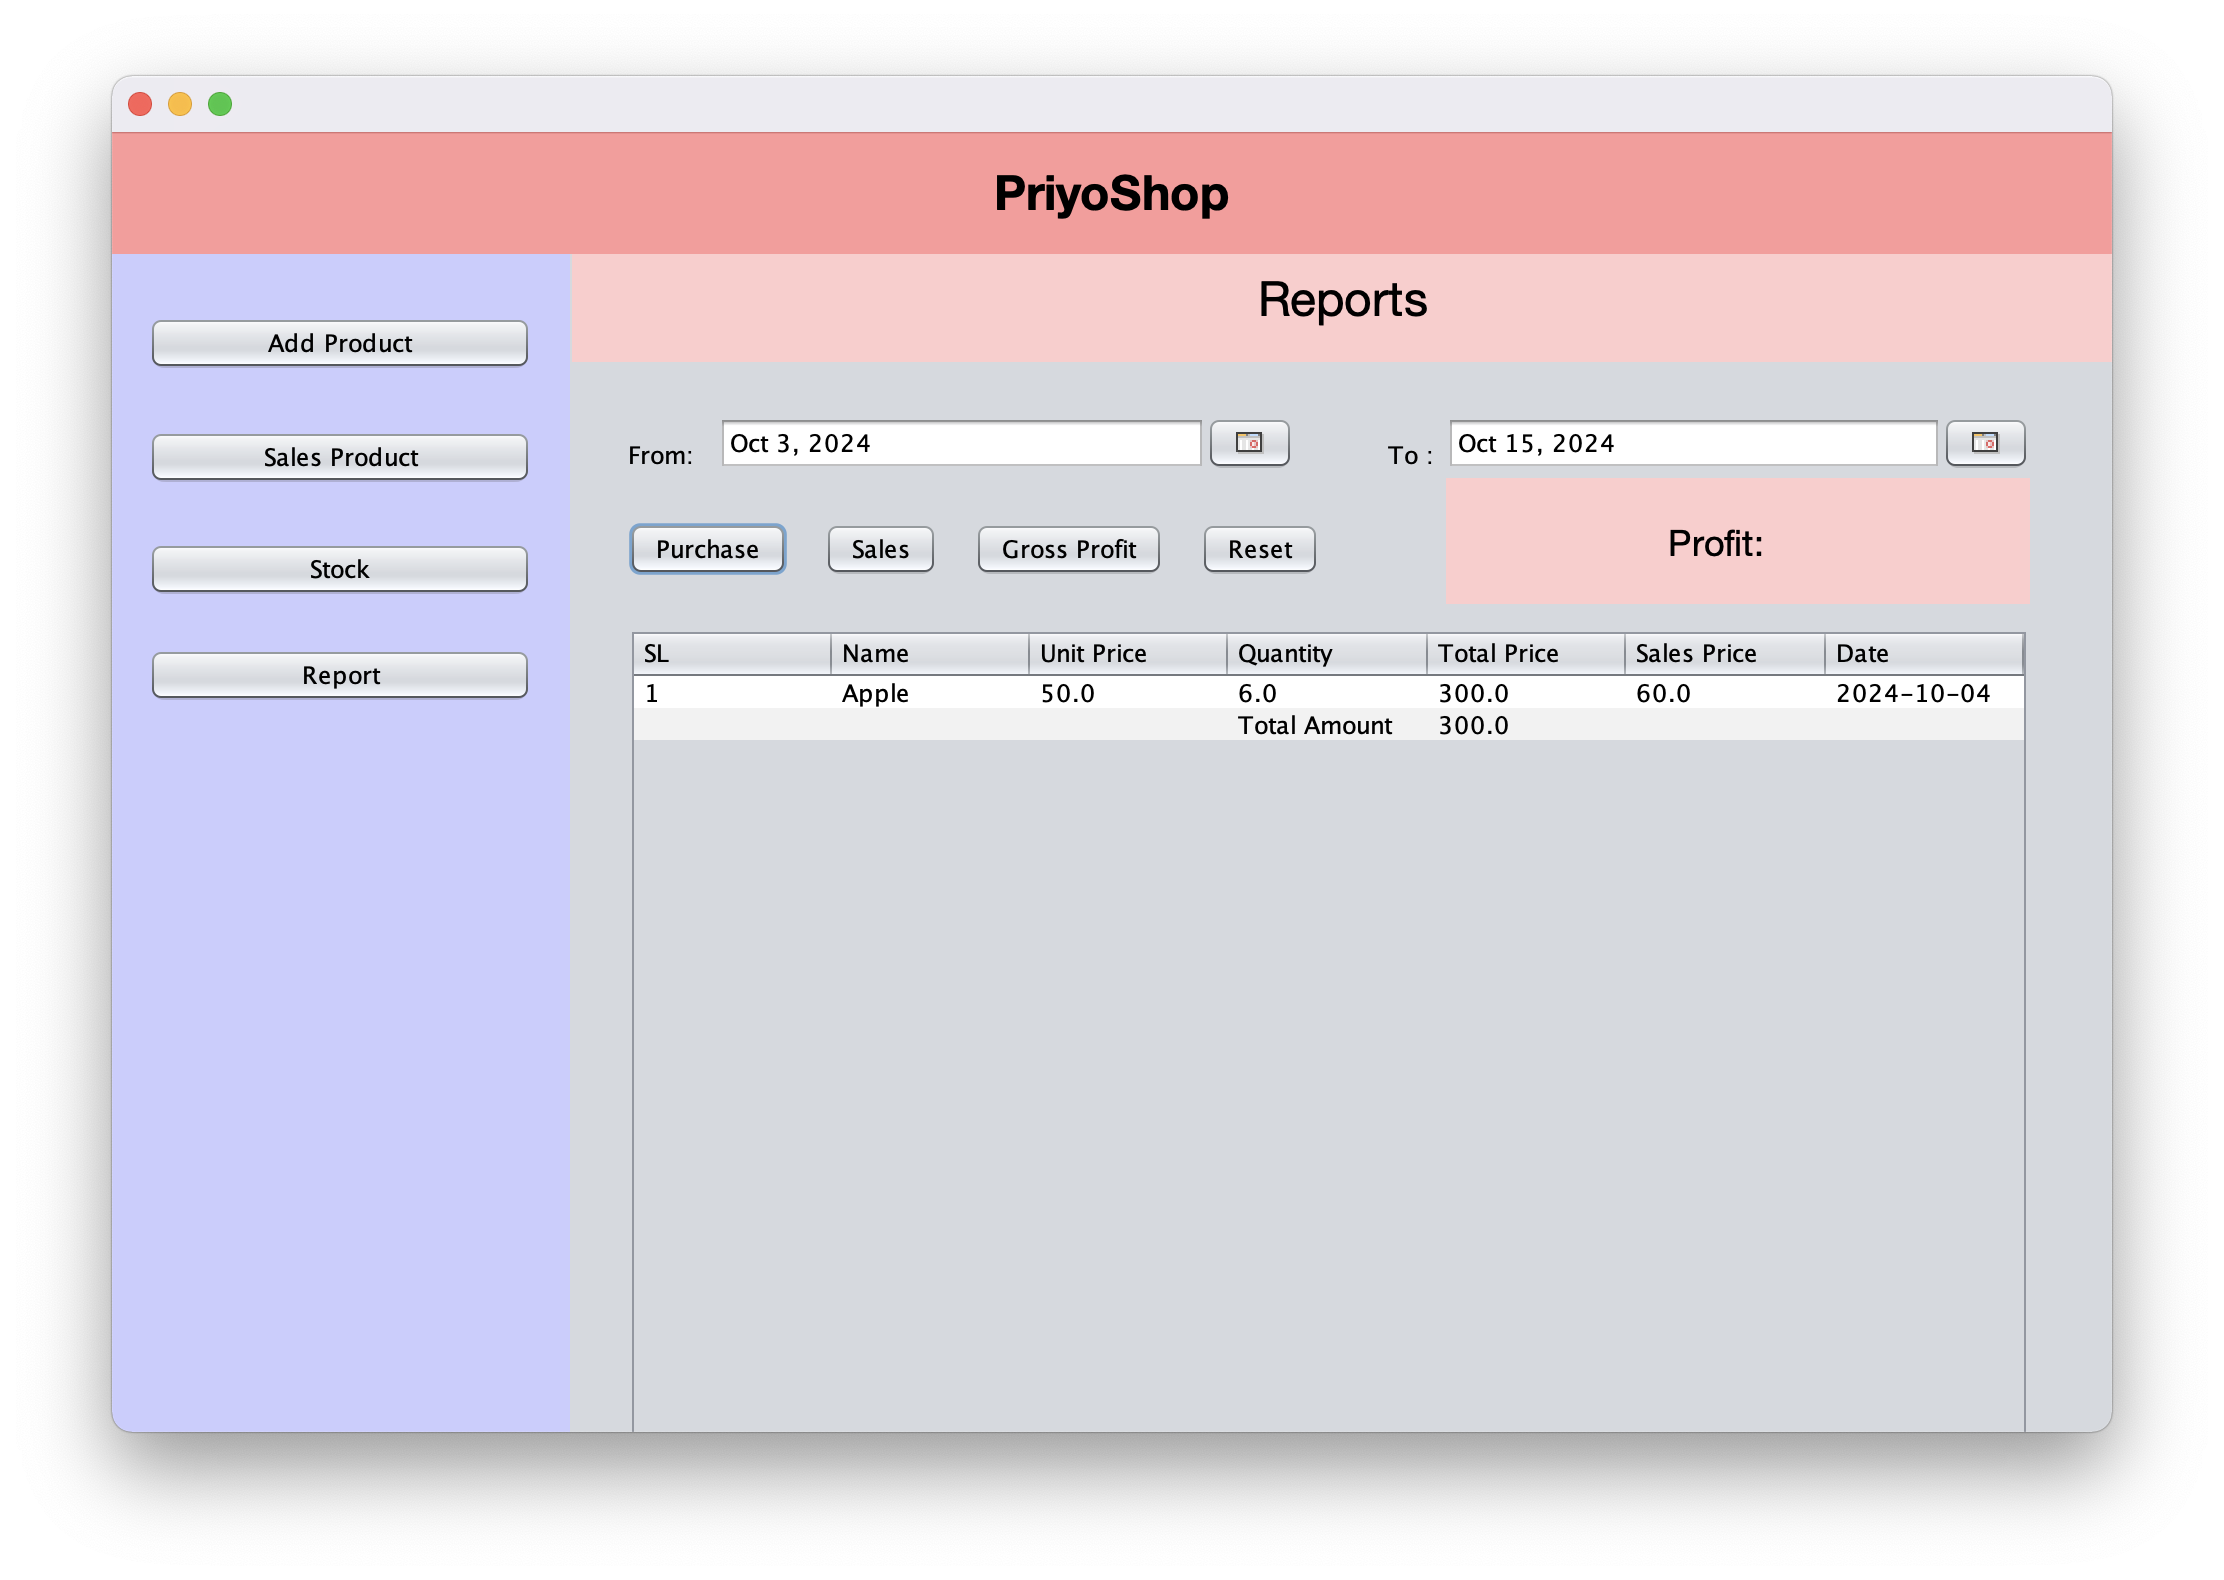 PriyoShop
Reports
Add Product
Sales Product
Stock
Report
From: Oct 3, 2024 To : Oct 15, 2024
Purchase Sales Gross Profit Reset Profit:
SL Name Unit Price Quantity Total Price Sales Price Date
1 Apple 50.0 6.0 300.0 60.0 2024-10-04
Total Amount 300.0